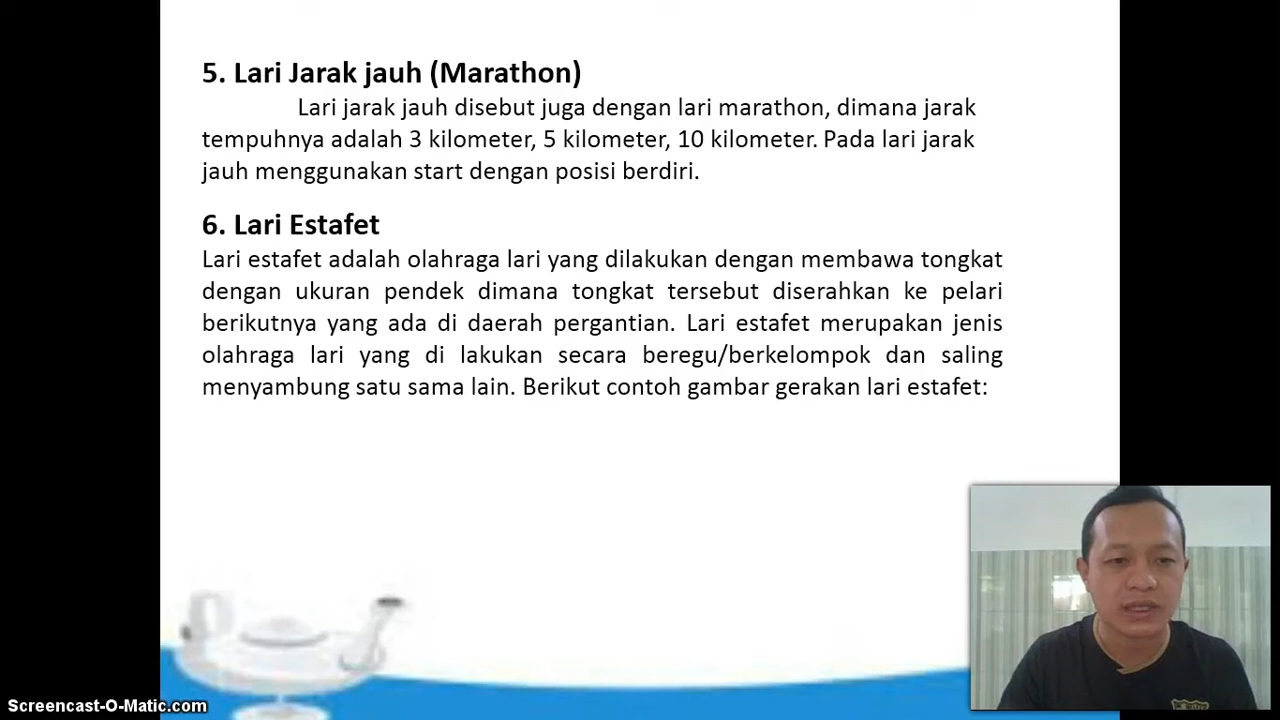 5. Lari Jarak jauh (Marathon)
Lari jarak jauh disebut juga dengan lari marathon, dimana jarak
tempuhnya adalah 3 kilometer, 5 kilometer, 10 kilometer. Pada lari jarak
jauh menggunakan start dengan posisi berdiri.
6. Lari Estafet
Lari estafet adalah olahraga lari yang dilakukan dengan membawa tongkat
dengan ukuran pendek dimana tongkat tersebut diserahkan ke pelari
berikutnya yang ada di daerah pergantian. Lari estafet merupakan jenis
olahraga lari yang di lakukan secara beregu/berkelompok dan saling
menyambung satu sama lain. Berikut contoh gambar gerakan lari estafet:
Screencast-O-Matic.com